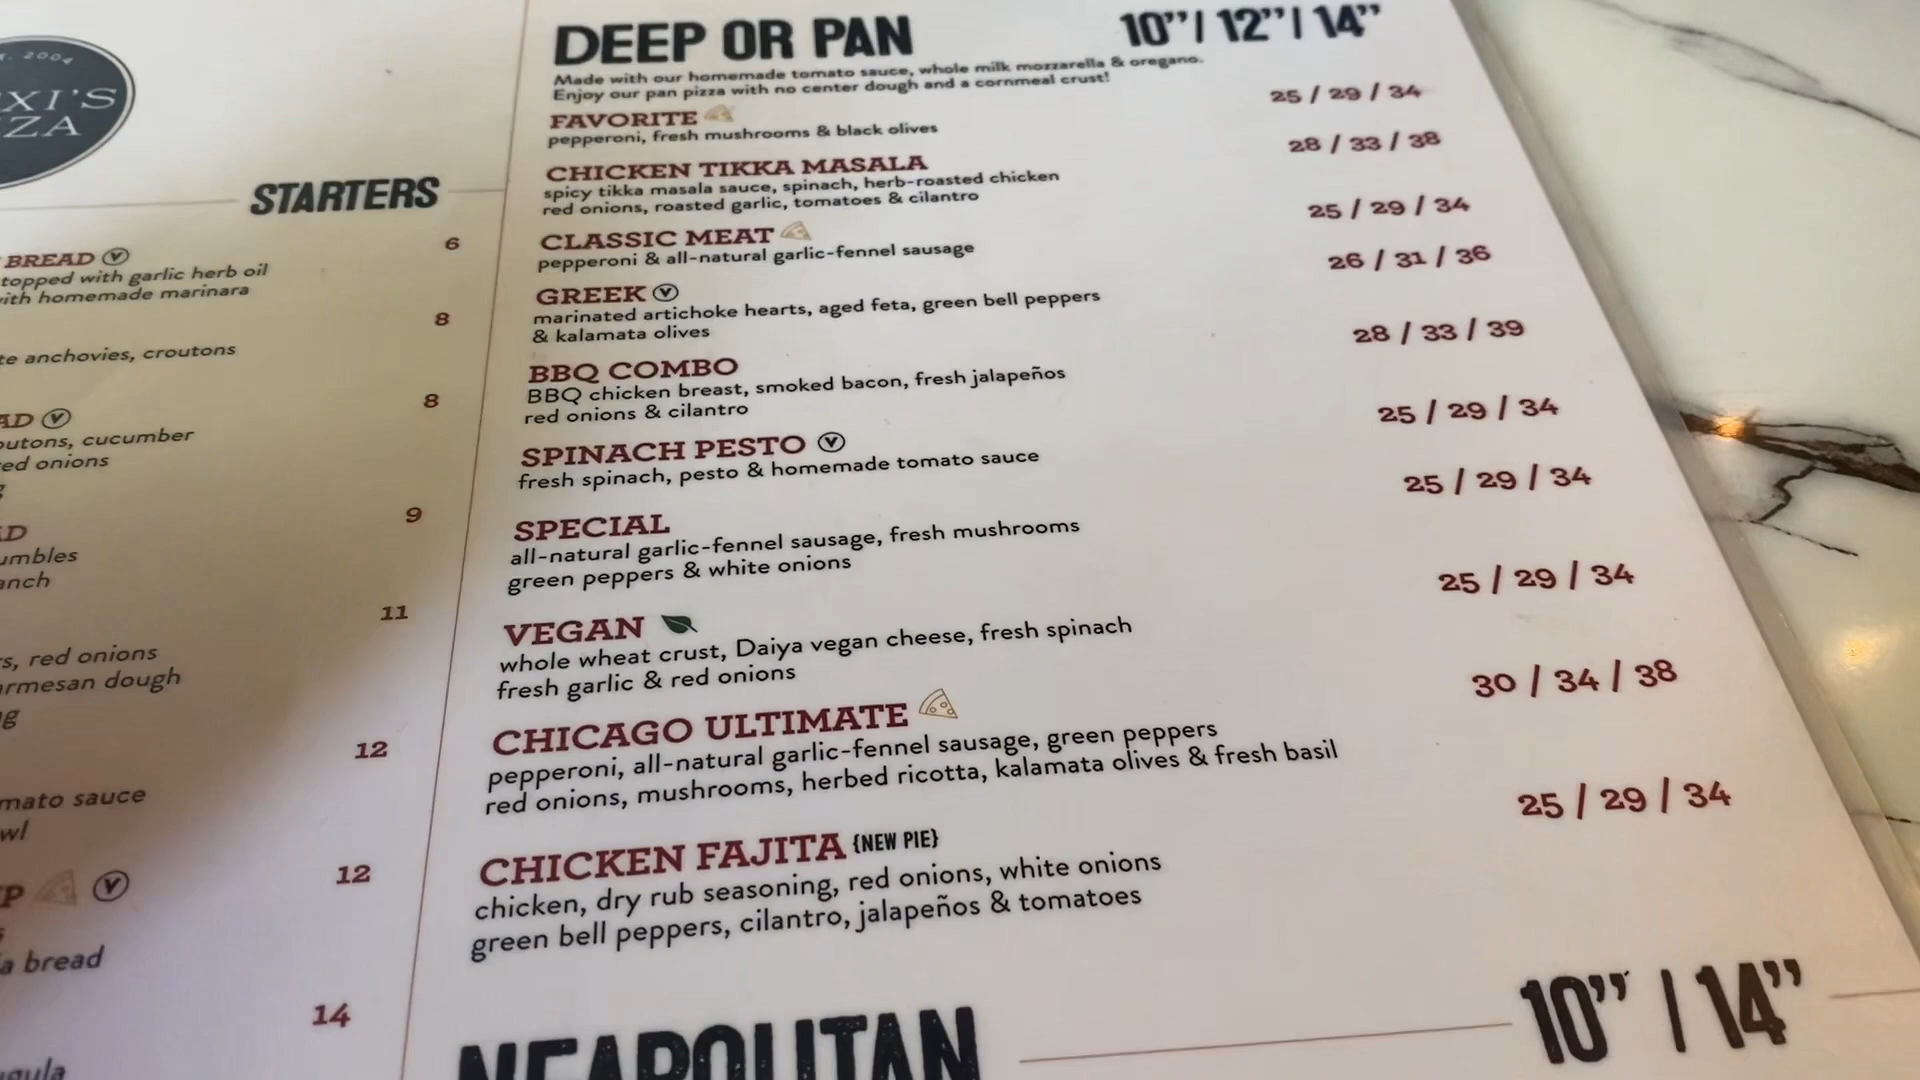 . 2004
XI'S
ZA
STARTERS
BREAD V 6
topped with garlic herb oil
with homemade marinara
8
anchovies, croutons
8
V
cucumber
red onions
9
11
red onions
dough
12
sauce
12
V
bread
14
DEEP OR PAN 10” / 12” / 14”
Made with our homemade tomato sauce, whole milk mozzarella & oregano.
Enjoy our pan pizza with no center dough and a cornmeal crust!
FAVORITE 25 / 29 / 34
pepperoni, fresh mushrooms & black olives
CHICKEN TIKKA MASALA 28 / 33 / 38
spicy tikka masala sauce, spinach, herb-roasted chicken
red onions, roasted garlic, tomatoes & cilantro
CLASSIC MEAT 25 / 29 / 34
pepperoni & all-natural garlic-fennel sausage
GREEK V 26 / 31 / 36
marinated artichoke hearts, aged feta, green bell peppers
& kalamata olives
BBQ COMBO 28 / 33 / 39
BBQ chicken breast, smoked bacon, fresh jalapeños
red onions & cilantro
SPINACH PESTO V 25 / 29 / 34
fresh spinach, pesto & homemade tomato sauce
SPECIAL 25 / 29 / 34
all-natural garlic-fennel sausage, fresh mushrooms
green peppers & white onions
VEGAN 25 / 29 / 34
whole wheat crust, Daiya vegan cheese, fresh spinach
fresh garlic & red onions
CHICAGO ULTIMATE 30 / 34 / 38
pepperoni, all-natural garlic-fennel sausage, green peppers
red onions, mushrooms, herbed ricotta, kalamata olives & fresh basil
CHICKEN FAJITA {NEW PIE} 25 / 29 / 34
chicken, dry rub seasoning, red onions, white onions
green bell peppers, cilantro, jalapeños & tomatoes
NEAPOLITAN 10” / 14”